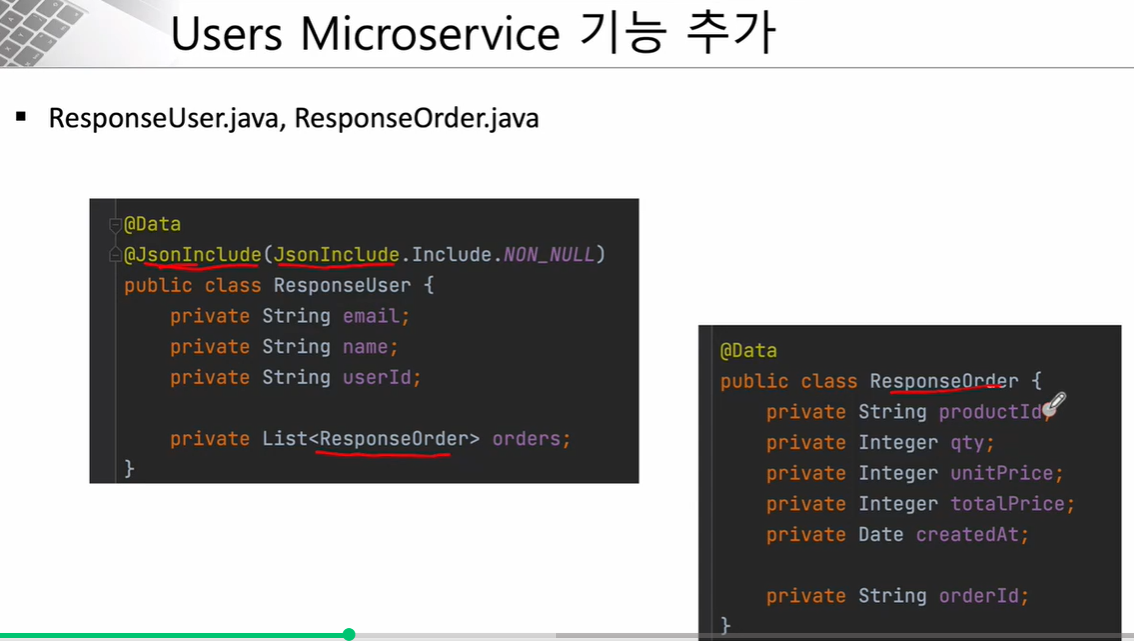 Users Microservice 기능 추가
▪ ResponseUser.java, ResponseOrder.java
@Data
@JsonInclude(JsonInclude.Include.NON_NULL)
public class ResponseUser {
    private String email;
    private String name;
    private String userId;
    private List<ResponseOrder> orders;
}
@Data
public class ResponseOrder {
    private String productId;
    private Integer qty;
    private Integer unitPrice;
    private Integer totalPrice;
    private Date createdAt;
    private String orderId;
}